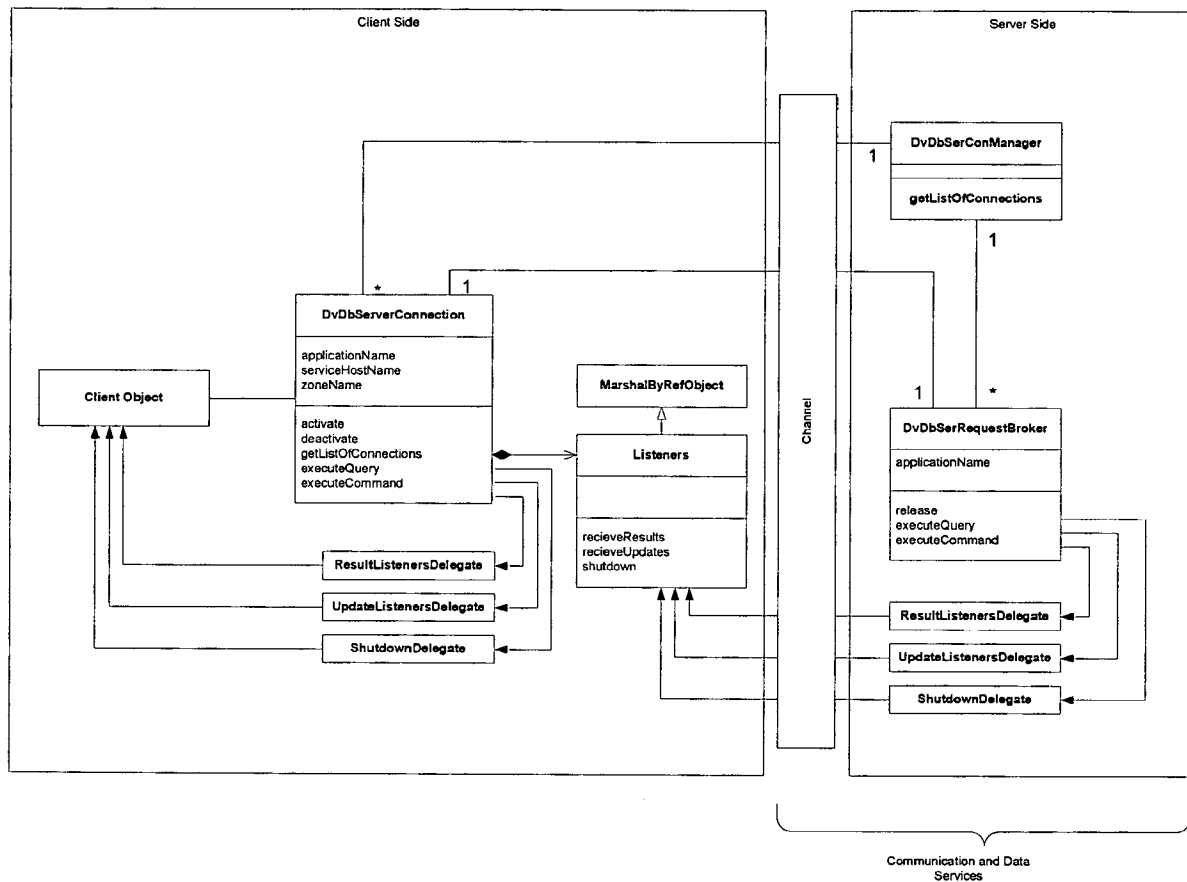 Client Side
Server Side
DvDbSerConManager
1
getListOfConnections
1
*
1
DvDbServerConnection
applicationName
serviceHostName
zoneName
MarshalByRefObject
Client Object
1
*
DvDbSerRequestBroker
activate
deactivate
getListOfConnections
executeQuery
executeCommand
Listeners
applicationName
Channel
release
executeQuery
executeCommand
recieveResults
recieveUpdates
shutdown
ResultListenersDelegate
UpdateListenersDelegate
ShutdownDelegate
ResultListenersDelegate
UpdateListenersDelegate
ShutdownDelegate
Communication and Data
Services